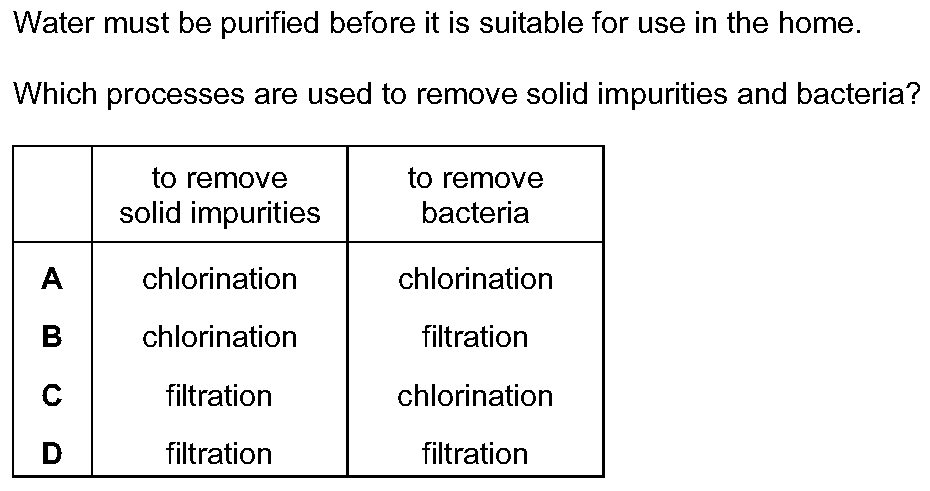 Water must be purified before it is suitable for use in the home.
Which processes are used to remove solid impurities and bacteria?
to remove solid impurities to remove bacteria
A chlorination chlorination
B chlorination filtration
C filtration chlorination
D filtration filtration